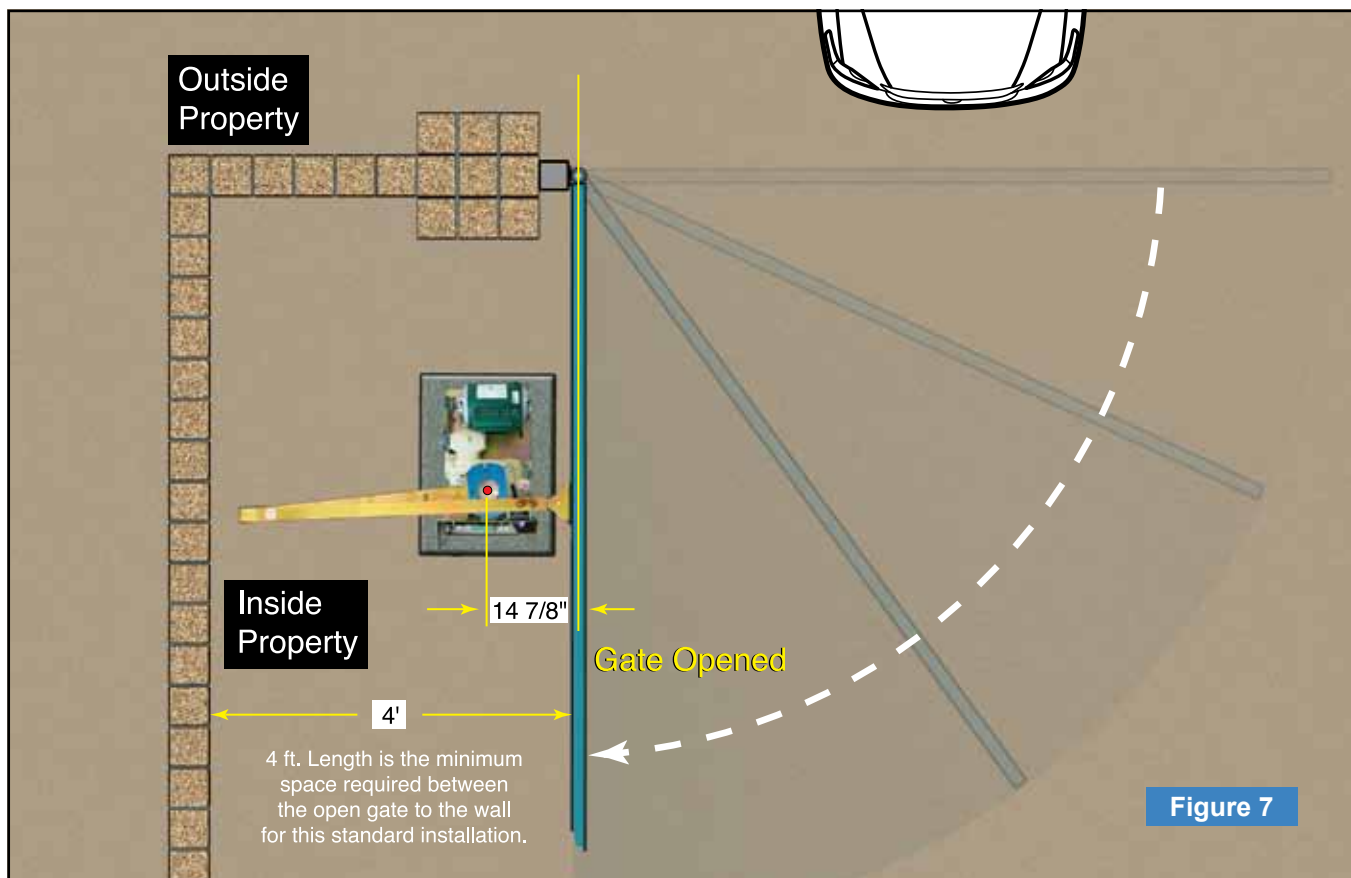 Outside
Property
14 7/8"
Inside
Property
Gate Opened
4'
4 ft. Length is the minimum
space required between
the open gate to the wall
for this standard installation.
Figure 7